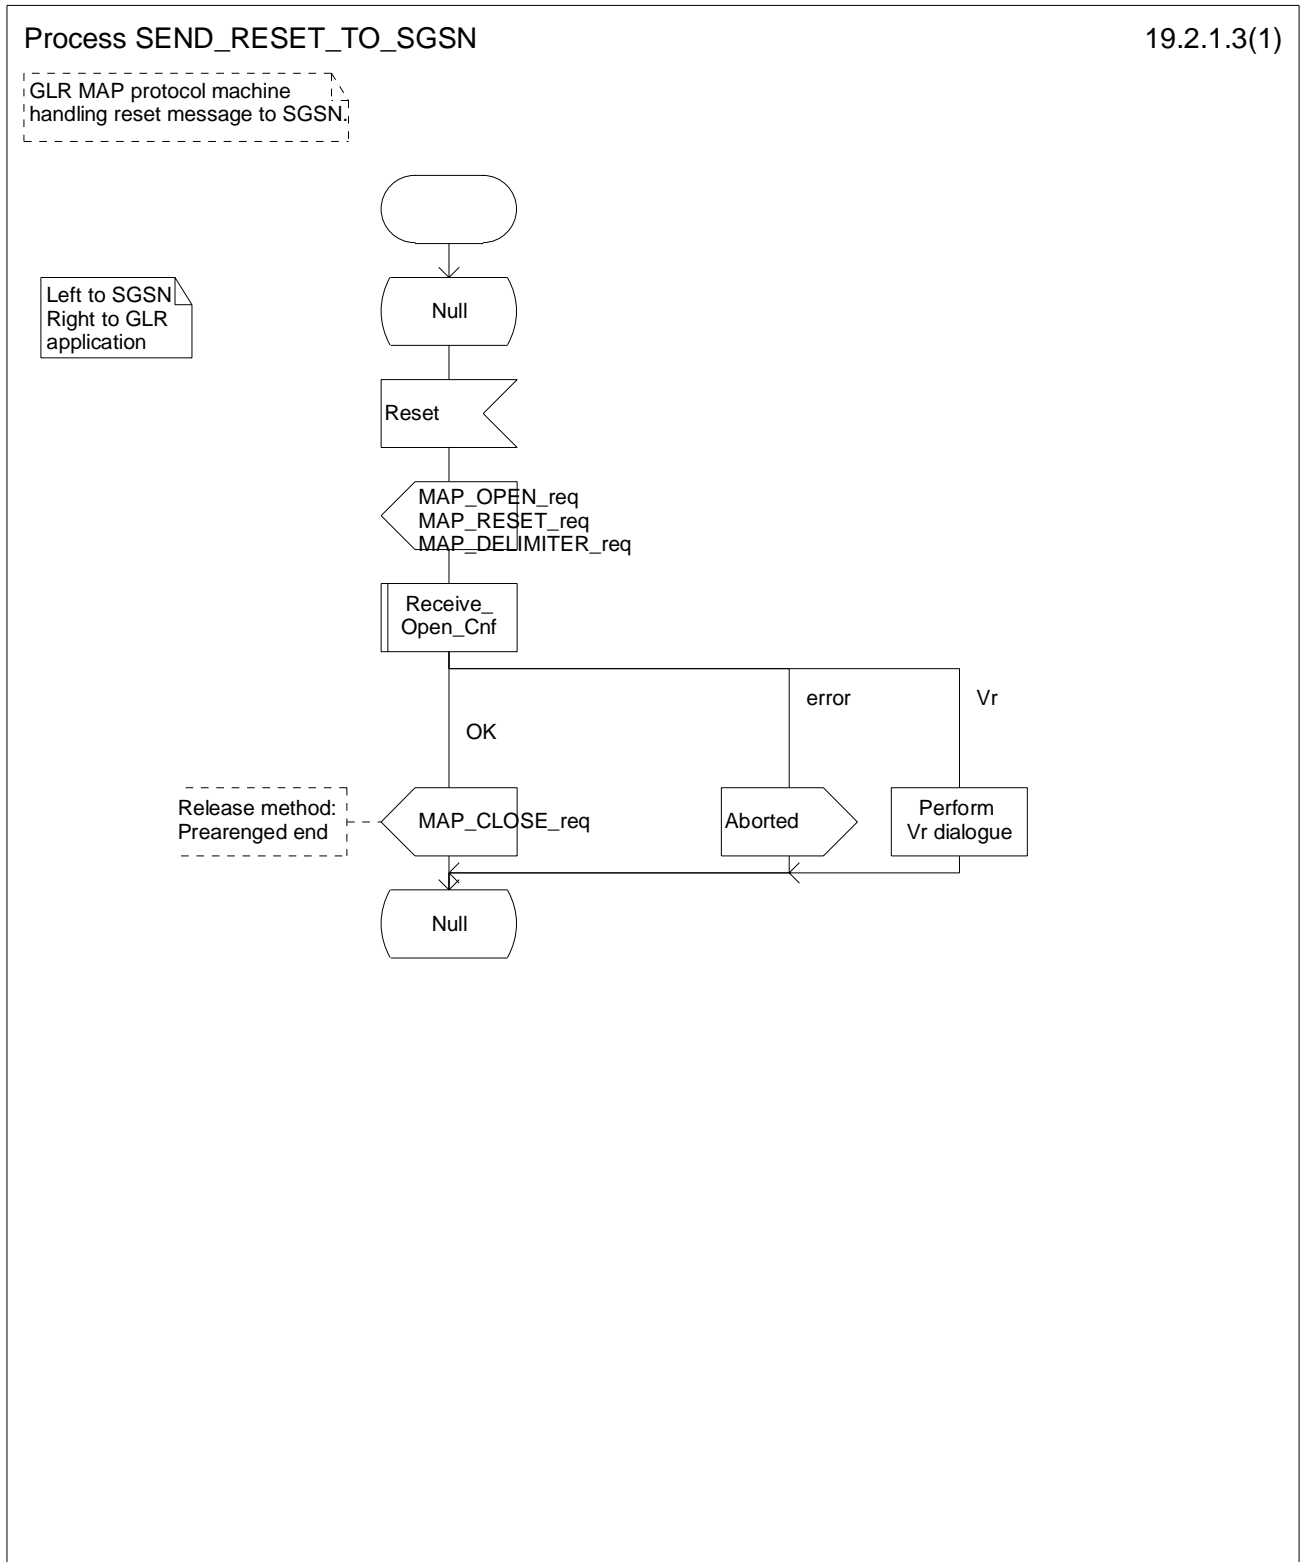 Process SEND_RESET_TO_SGSN
19.2.1.3(1)
GLR MAP protocol machine
handling reset message to SGSN.
Left to SGSN
Right to GLR
application
Null
Reset
MAP_OPEN_req
MAP_RESET_req
MAP_DELIMITER_req
Receive_
Open_Cnf
error
Vr
OK
Release method:
Prearenged end
MAP_CLOSE_req
Aborted
Perform
Vr dialogue
Null